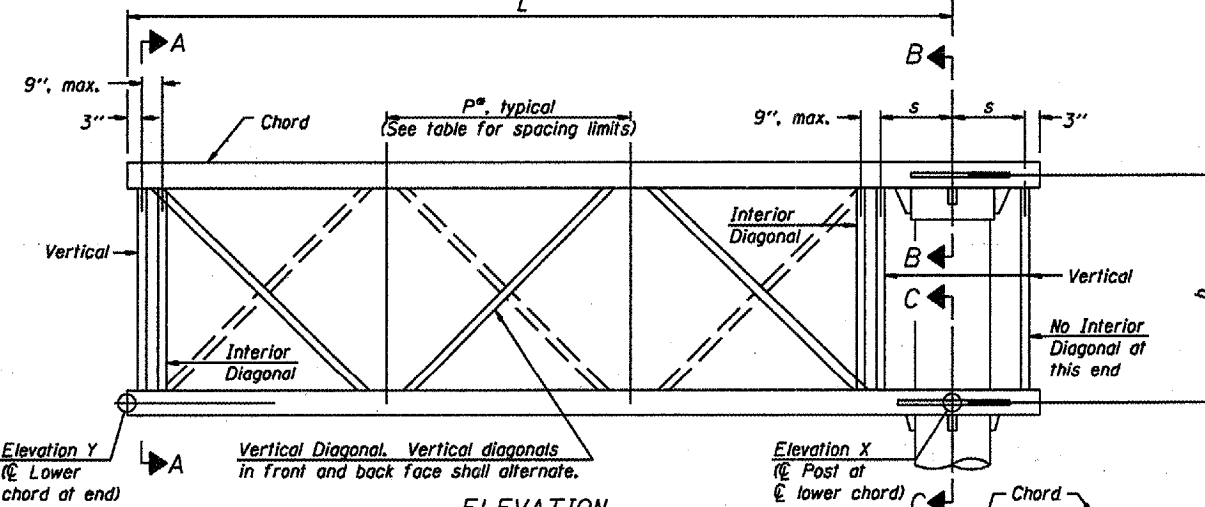 L
A
B
9", max.
P*, typical
(See table for spacing limits)
9", max.
s
s
3"
3"
Chord
Interior
Diagonal
Vertical
B
Vertical
C
No Interior
Diagonal at
this end
Interior
Diagonal
Elevation Y
(℄ Lower
chord at end)
A
Vertical Diagonal. Vertical diagonals
in front and back face shall alternate.
Elevation X
(℄ Post at
℄ lower chord)
C
Chord
ELEVATION